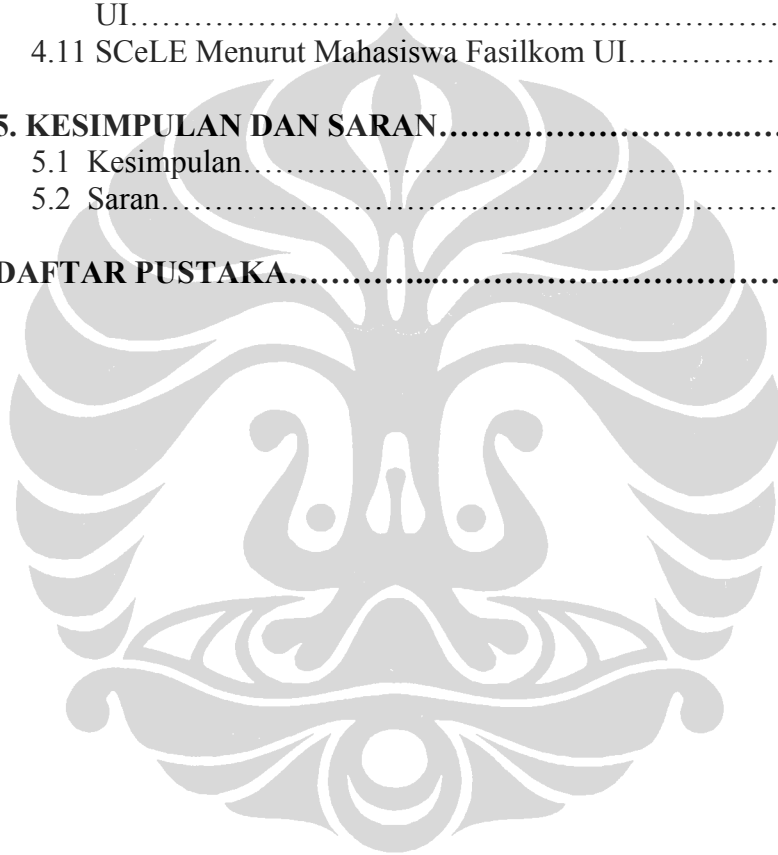 UI……………………………………………………………………
4.11 SCeLE Menurut Mahasiswa Fasilkom UI……………
5. KESIMPULAN DAN SARAN………………………...……
5.1 Kesimpulan………………………………………………
5.2 Saran………………………………………………………
DAFTAR PUSTAKA…………...……………………………